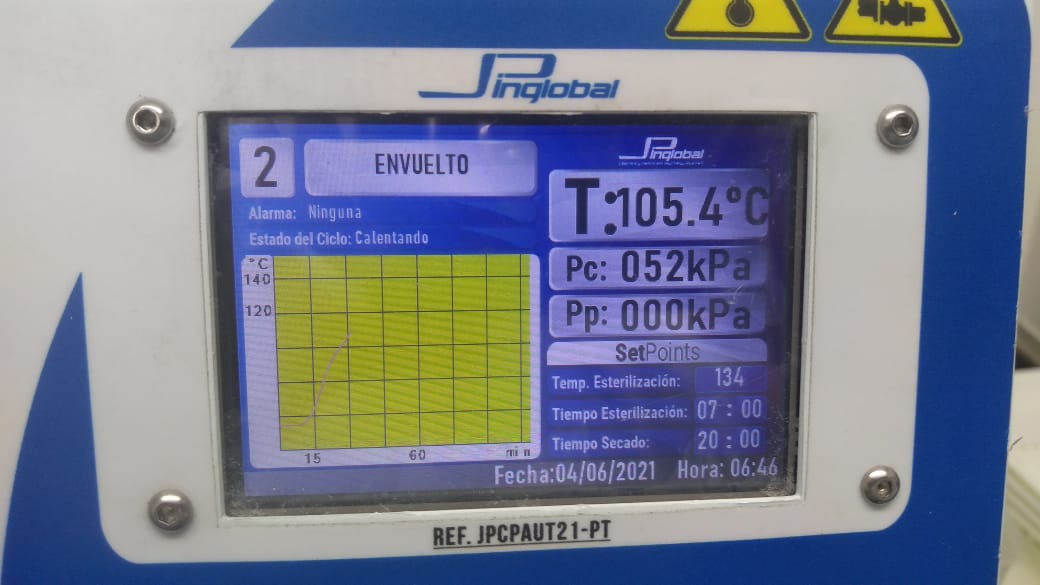 JPinglobal
2 ENVUELTO
JPinglobal
Alarma: Ninguna
Estado del Ciclo: Calentando
T:105.4°C
Pc: 052kPa
Pp: 000kPa
°C
140
120
15 60 min
SetPoints
Temp. Esterilización: 134
Tiempo Esterilización: 07 : 00
Tiempo Secado: 20 : 00
Fecha:04/06/2021 Hora: 06:46
REF. JPCPAUT21-PT